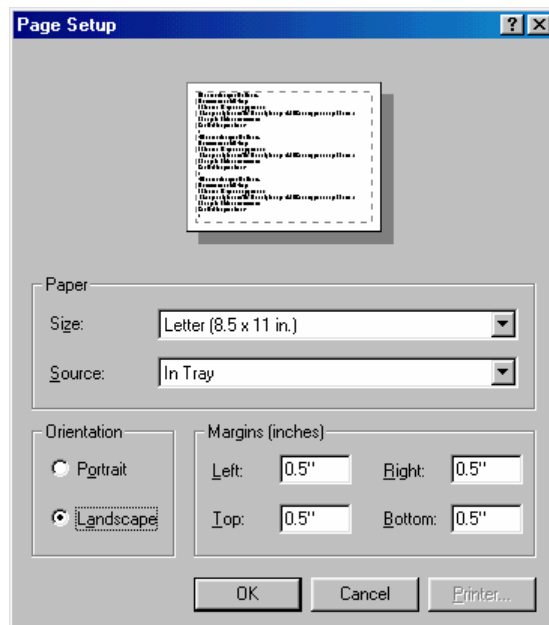 Page Setup
Paper
Size: Letter (8.5 x 11 in.)
Source: In Tray
Orientation
Portrait
Landscape
Margins (inches)
Left: 0.5" Right: 0.5"
Top: 0.5" Bottom: 0.5"
OK Cancel Printer...